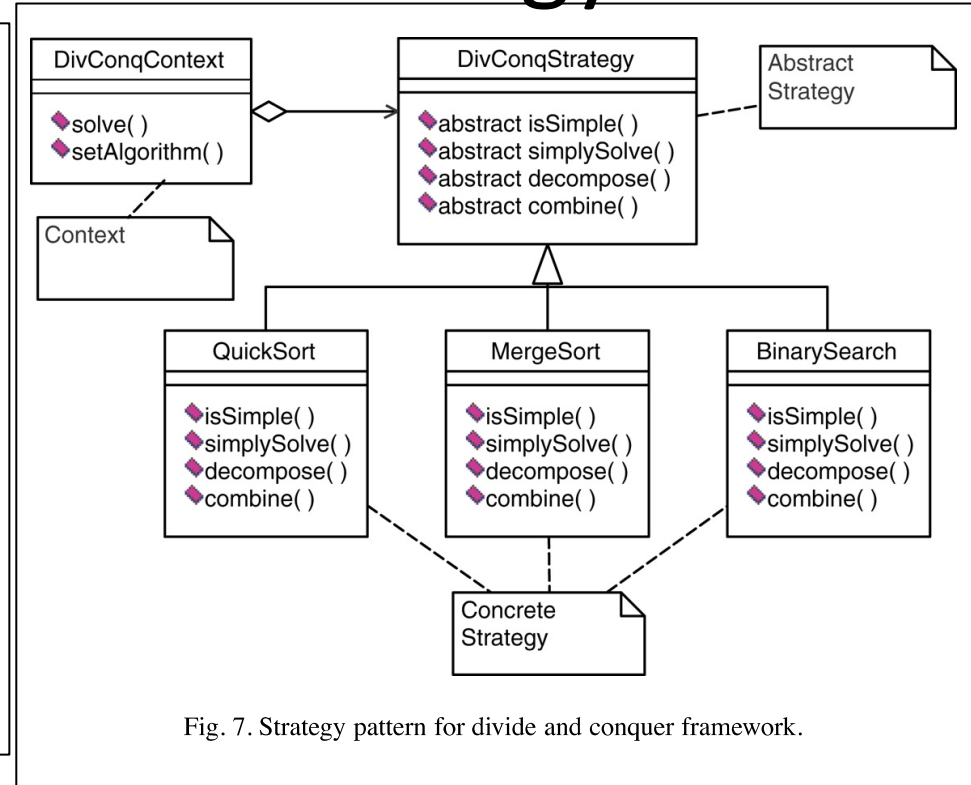 DivConqContext
solve( )
setAlgorithm( )
Context
DivConqStrategy
abstract isSimple( )
abstract simplySolve( )
abstract decompose( )
abstract combine( )
Abstract
Strategy
QuickSort
isSimple( )
simplySolve( )
decompose( )
combine( )
MergeSort
isSimple( )
simplySolve( )
decompose( )
combine( )
BinarySearch
isSimple( )
simplySolve( )
decompose( )
combine( )
Concrete
Strategy
Fig. 7. Strategy pattern for divide and conquer framework.